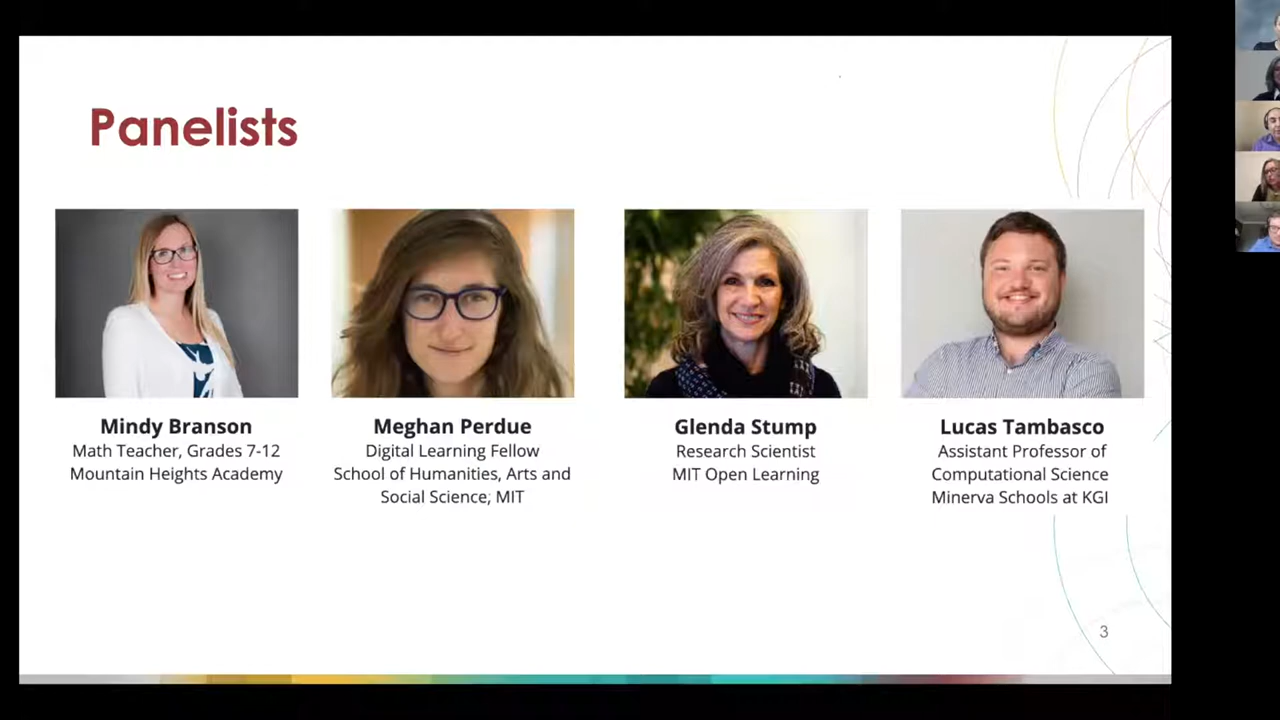 Panelists
Mindy Branson
Math Teacher, Grades 7-12
Mountain Heights Academy
Meghan Perdue
Digital Learning Fellow
School of Humanities, Arts and
Social Science, MIT
Glenda Stump
Research Scientist
MIT Open Learning
Lucas Tambasco
Assistant Professor of
Computational Science
Minerva Schools at KGI
3